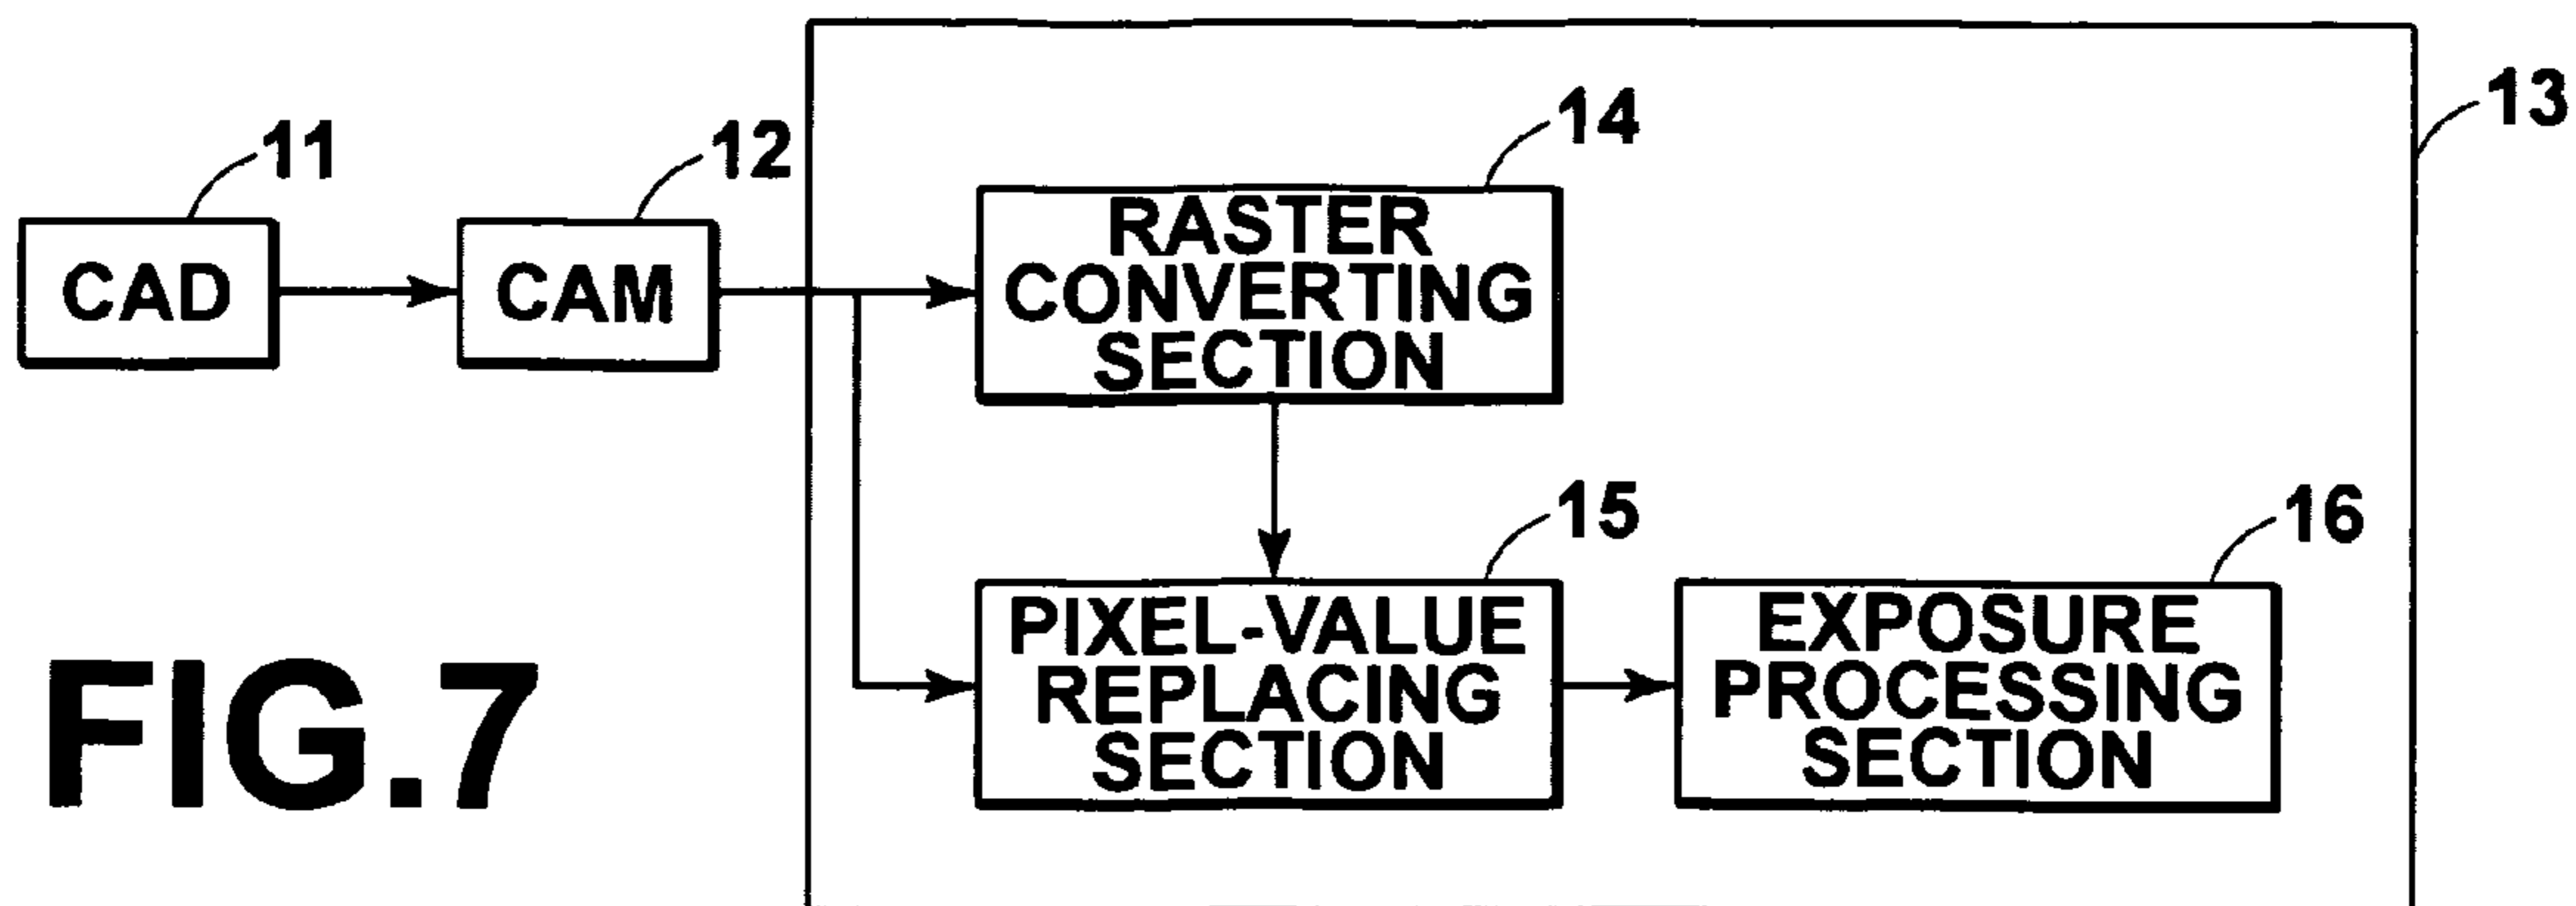 11
12
13
14
CAD
CAM
RASTER
CONVERTING
SECTION
15
16
PIXEL-VALUE
REPLACING
SECTION
EXPOSURE
PROCESSING
SECTION
FIG.7